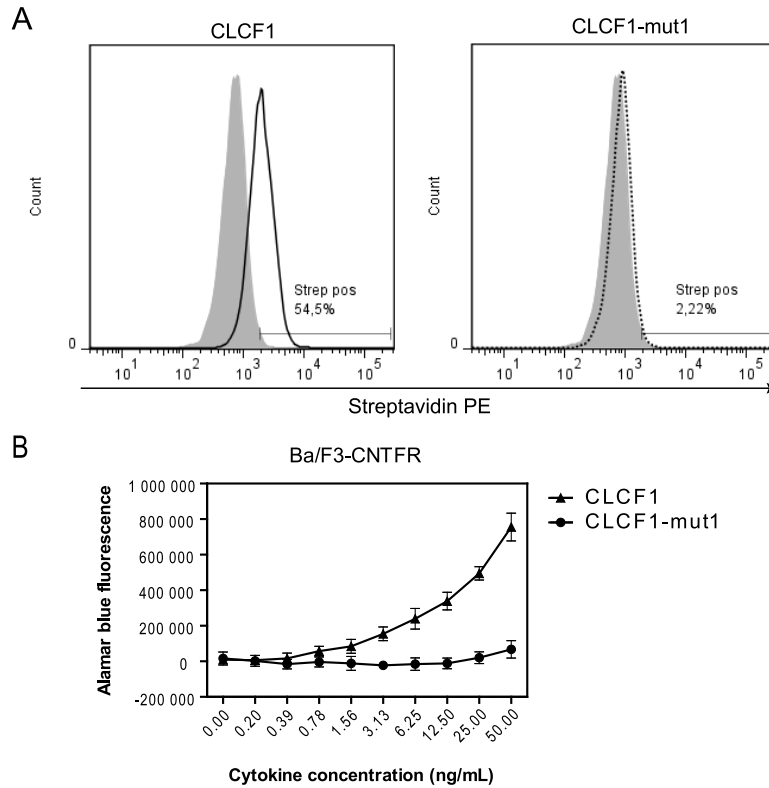 A
CLCF1
CLCF1-mut1
Count
Strep pos
54,5%
0
10^1 10^2 10^3 10^4 10^5
Count
Strep pos
2,22%
0
10^1 10^2 10^3 10^4 10^5
Streptavidin PE
B
Ba/F3-CNTFR
Alamar blue fluorescence
1 000 000
800 000
600 000
400 000
200 000
0
-200 000
0.00 0.20 0.39 0.78 1.56 3.13 6.25 12.50 25.00 50.00
Cytokine concentration (ng/mL)
CLCF1
CLCF1-mut1